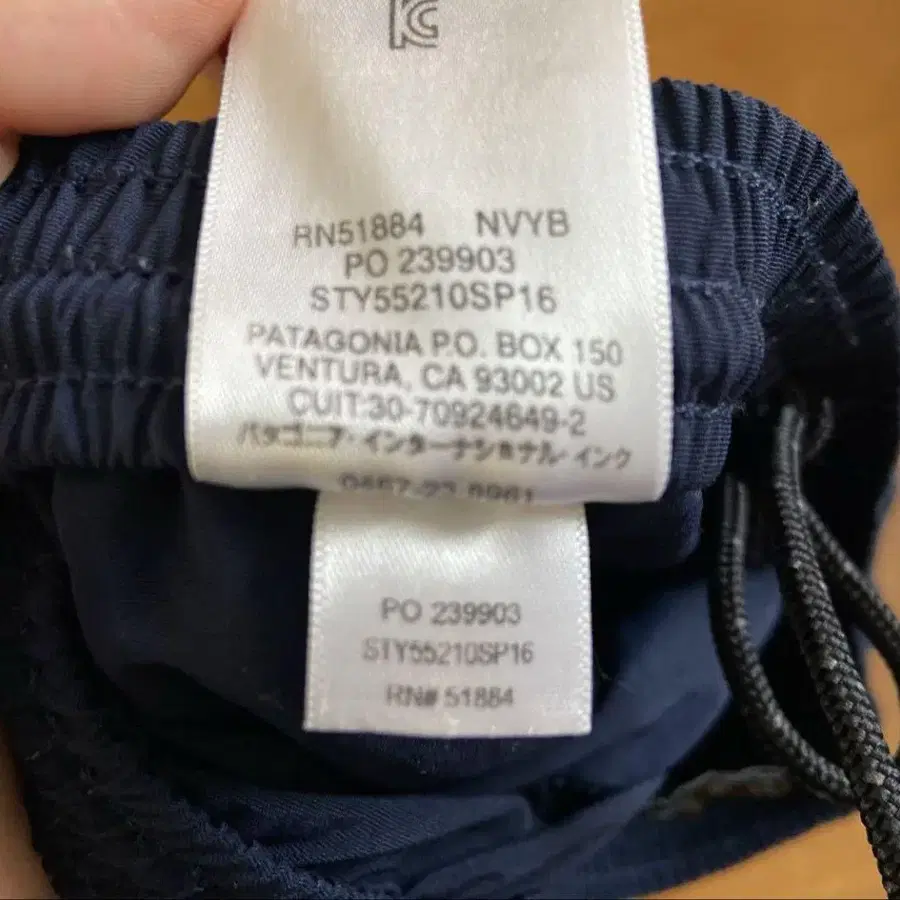 RN51884 NVYB
PO 239903
STY55210SP16
PATAGONIA P.O. BOX 150
VENTURA, CA 93002 US
CUIT:30-70924649-2
パタゴニア・インターナショナル・インク
PO 239903
STY55210SP16
RN# 51884